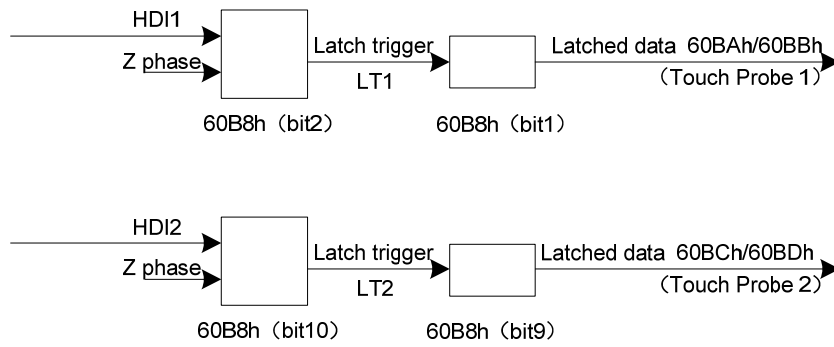 HDI1
Z phase
Latch trigger
LT1
Latched data 60BAh/60BBh
（Touch Probe 1）
60B8h（bit2）
60B8h（bit1）
HDI2
Z phase
Latch trigger
LT2
Latched data 60BCh/60BDh
（Touch Probe 2）
60B8h（bit10）
60B8h（bit9）